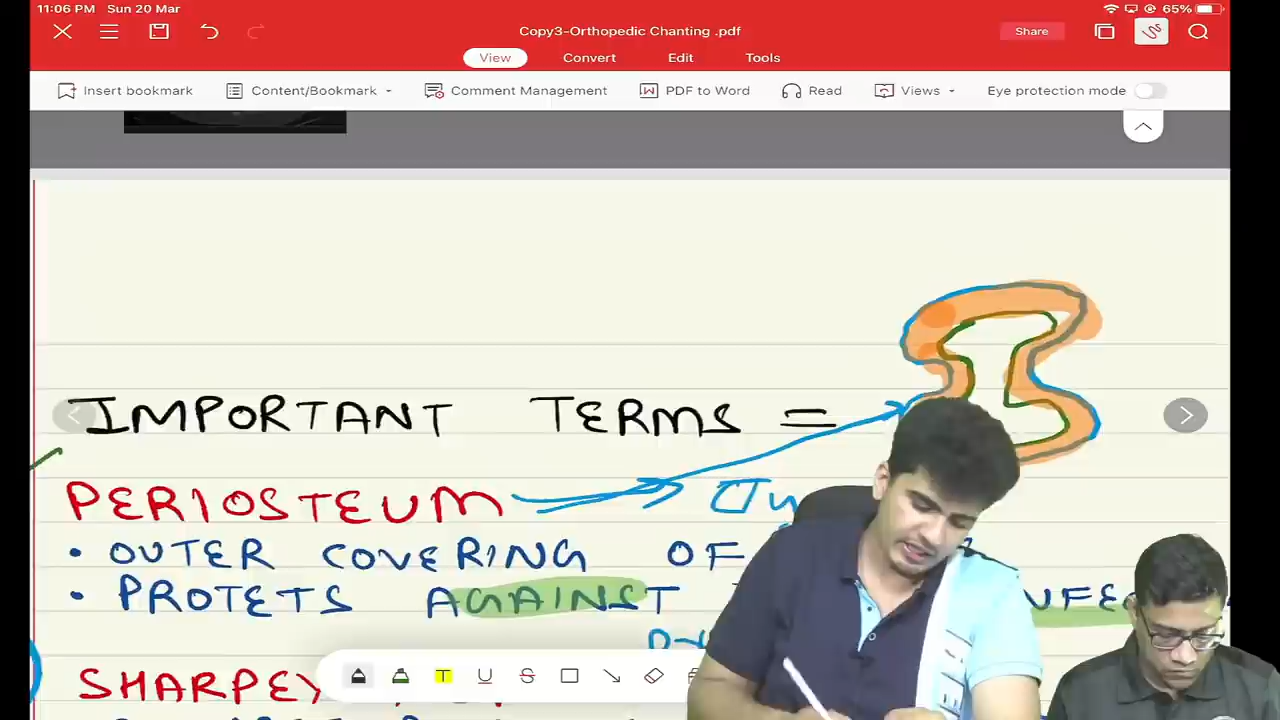 11:06 PM Sun 20 Mar 65%
Copy3-Orthopedic Chanting .pdf
Share
View Convert Edit Tools
Insert bookmark Content/Bookmark Comment Management PDF to Word Read Views Eye protection mode
IMPORTANT TERMS =
PERIOSTEUM
• OUTER COVERING OF
• PROTETS AGAINST
SHARPEY